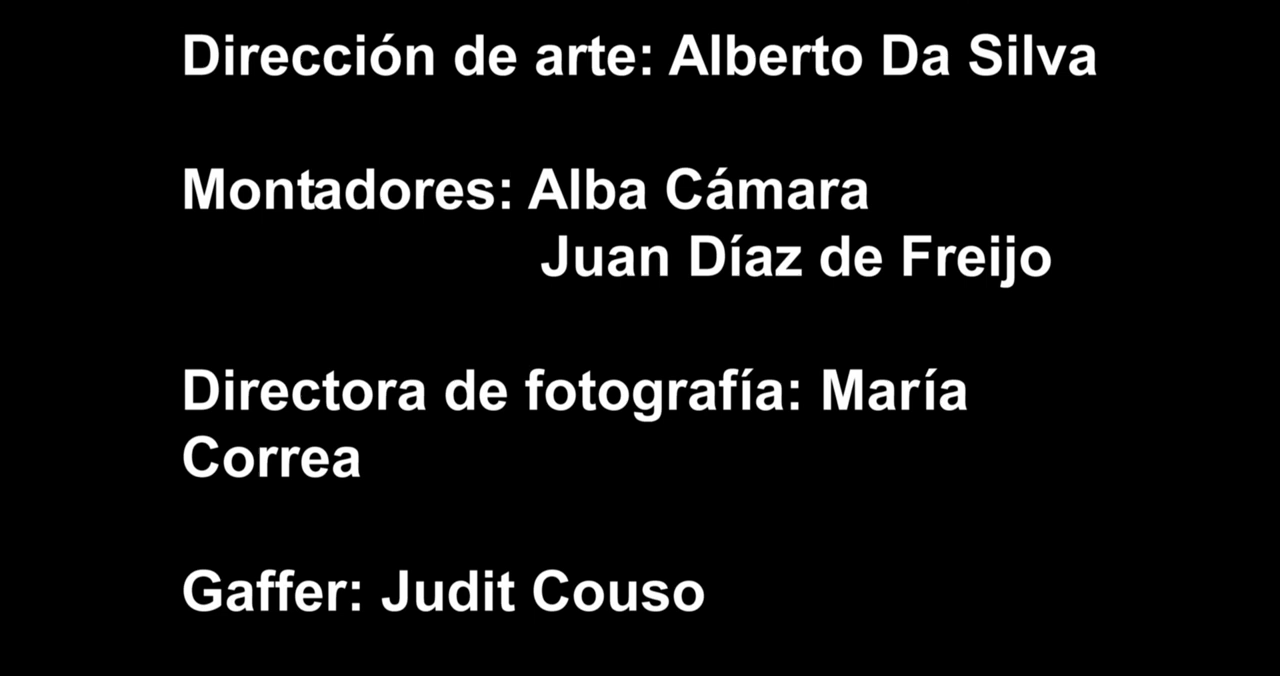 Dirección de arte: Alberto Da Silva
Montadores: Alba Cámara
Juan Díaz de Freijo
Directora de fotografía: María
Correa
Gaffer: Judit Couso